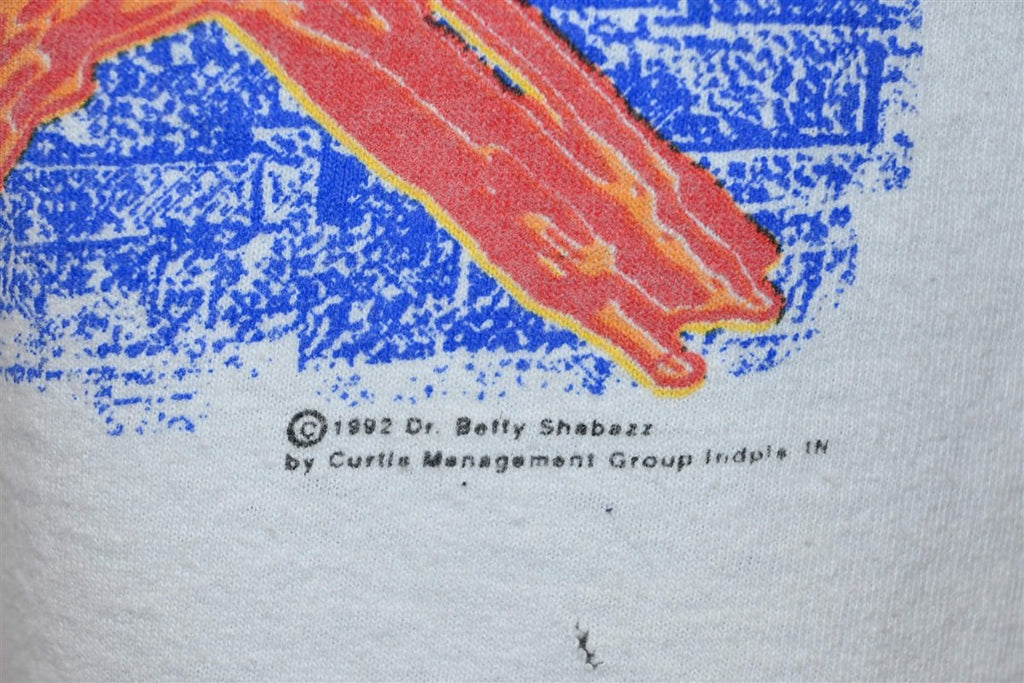 ©1992 Dr. Betty Shabazz
by Curtis Management Group Indpls IN